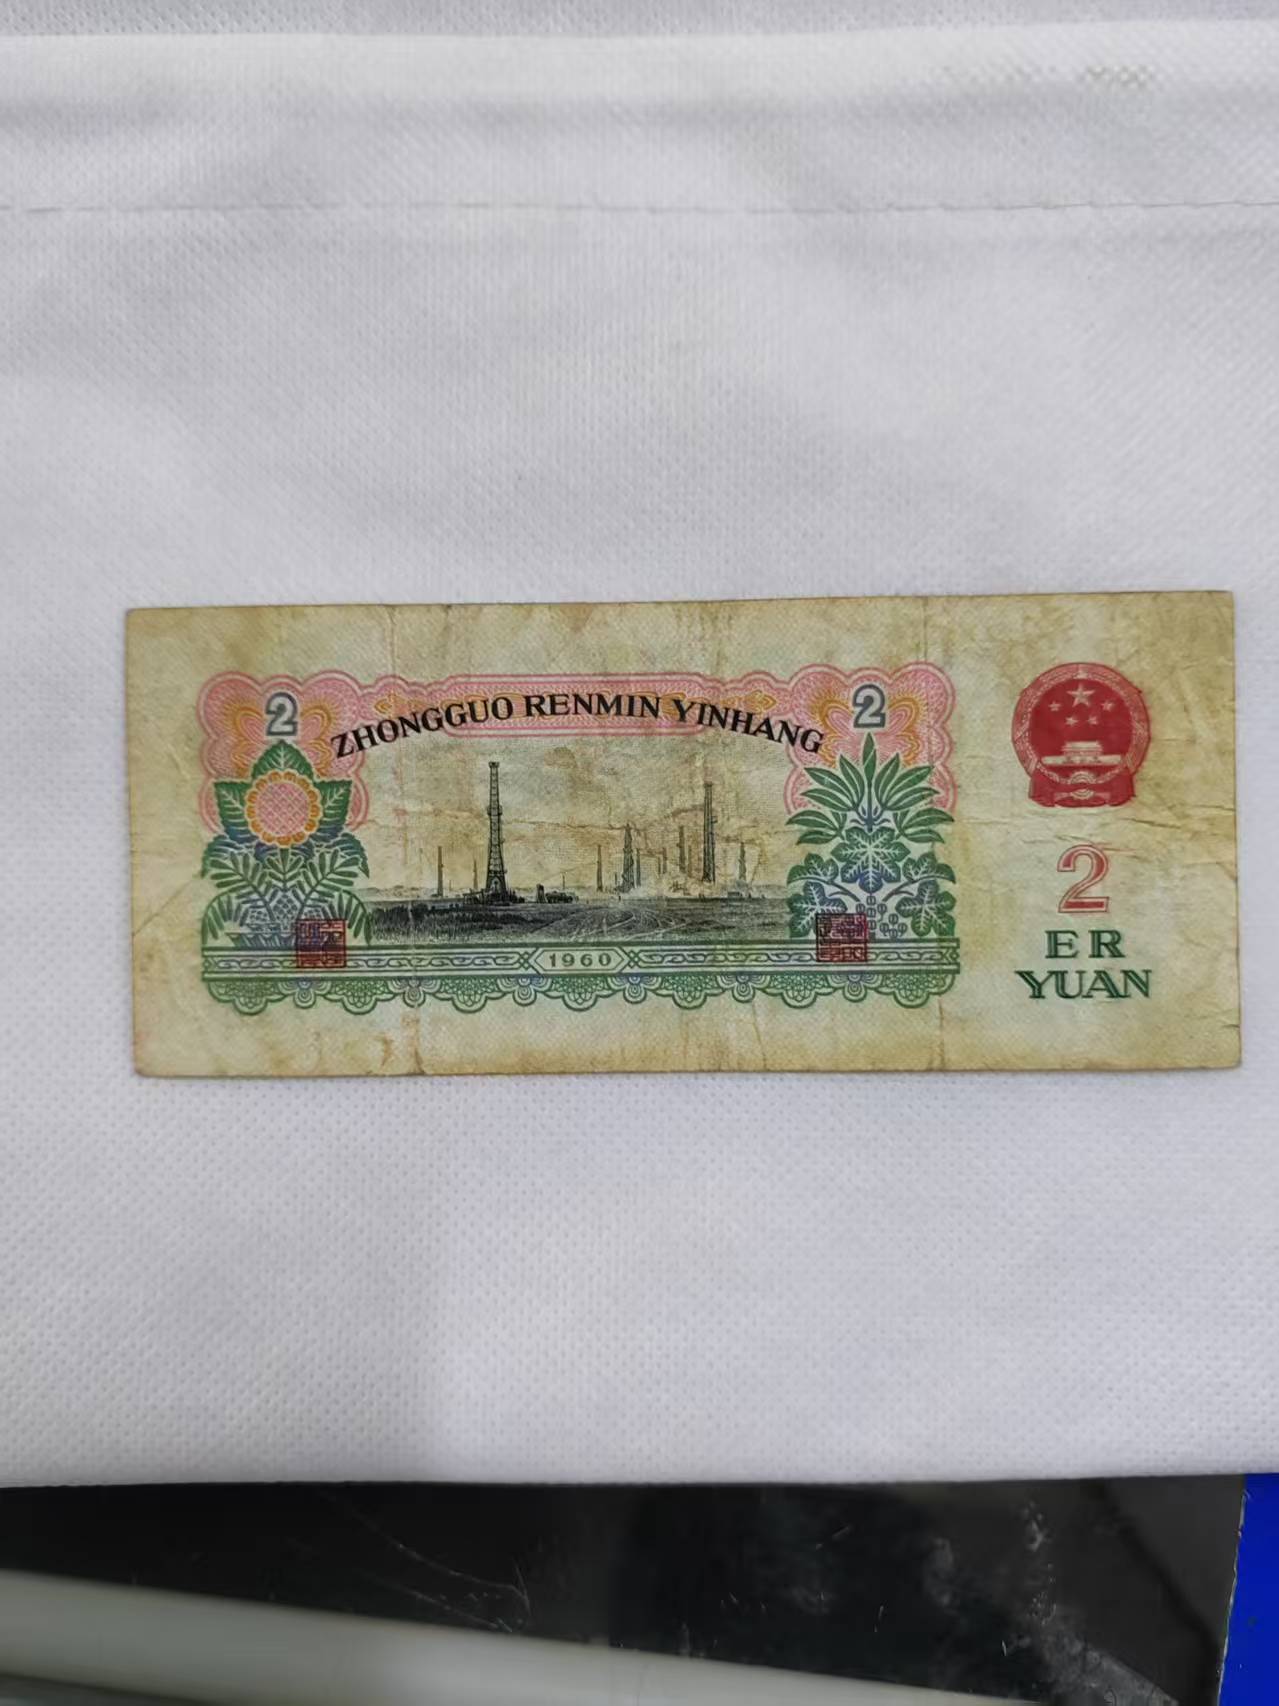 2
2
ZHONGGUO RENMIN YINHANG
1960
2
ER
YUAN